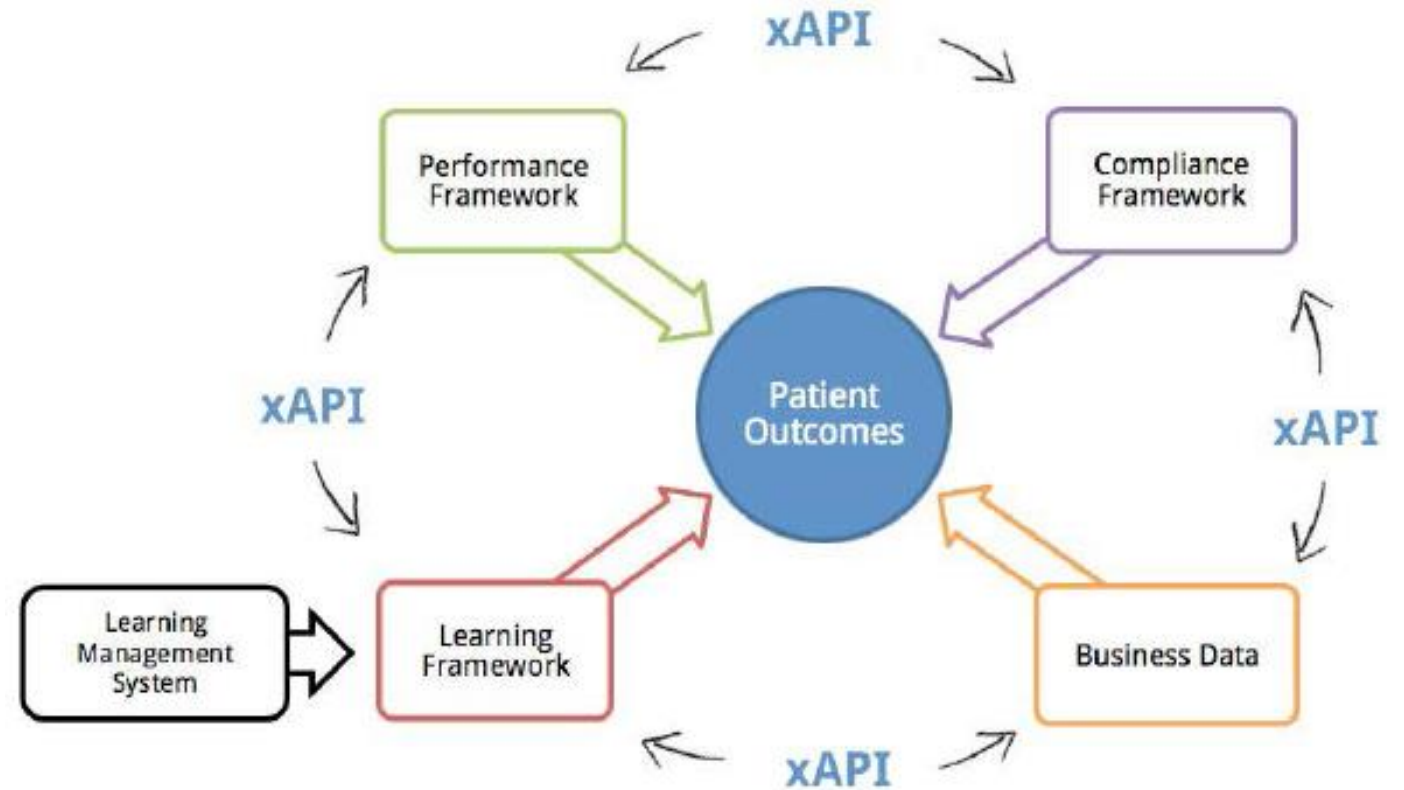 xAPI
Performance
Framework
Compliance
Framework
Patient
Outcomes
xAPI
xAPI
Learning
Management
System
Learning
Framework
Business Data
xAPI